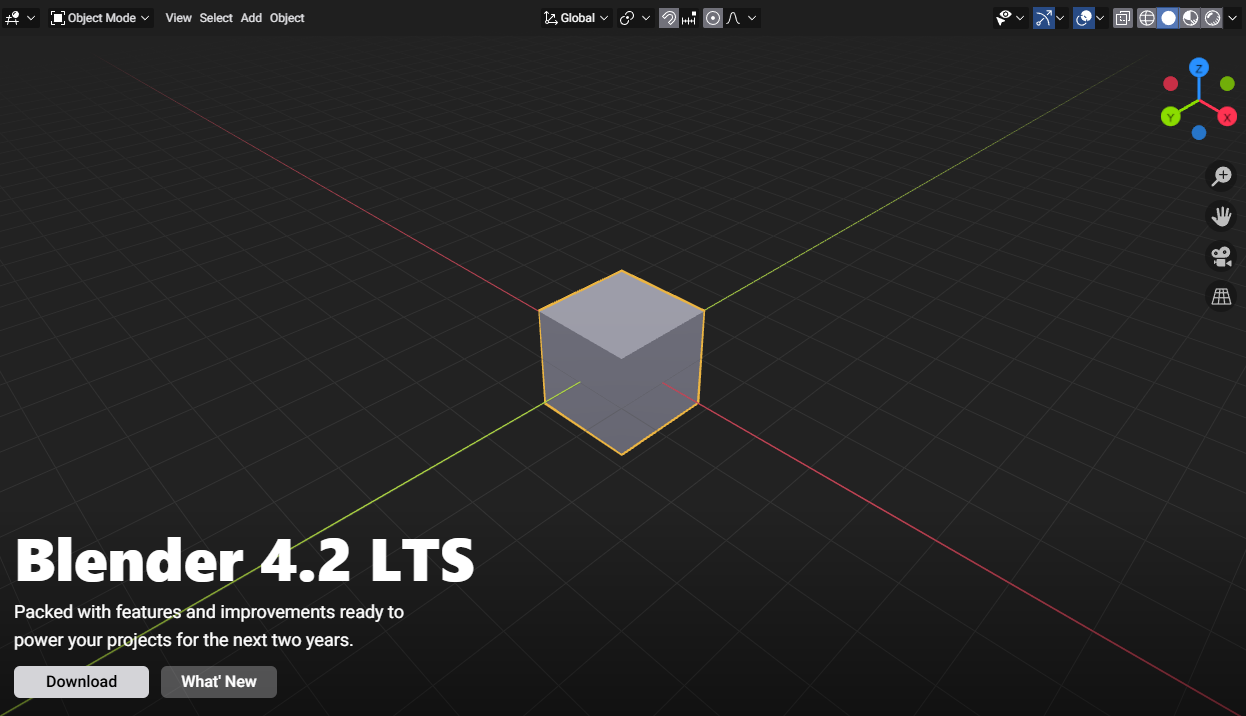 Object Mode View Select Add Object Global
Z
Y
X
Blender 4.2 LTS
Packed with features and improvements ready to
power your projects for the next two years.
Download What' New